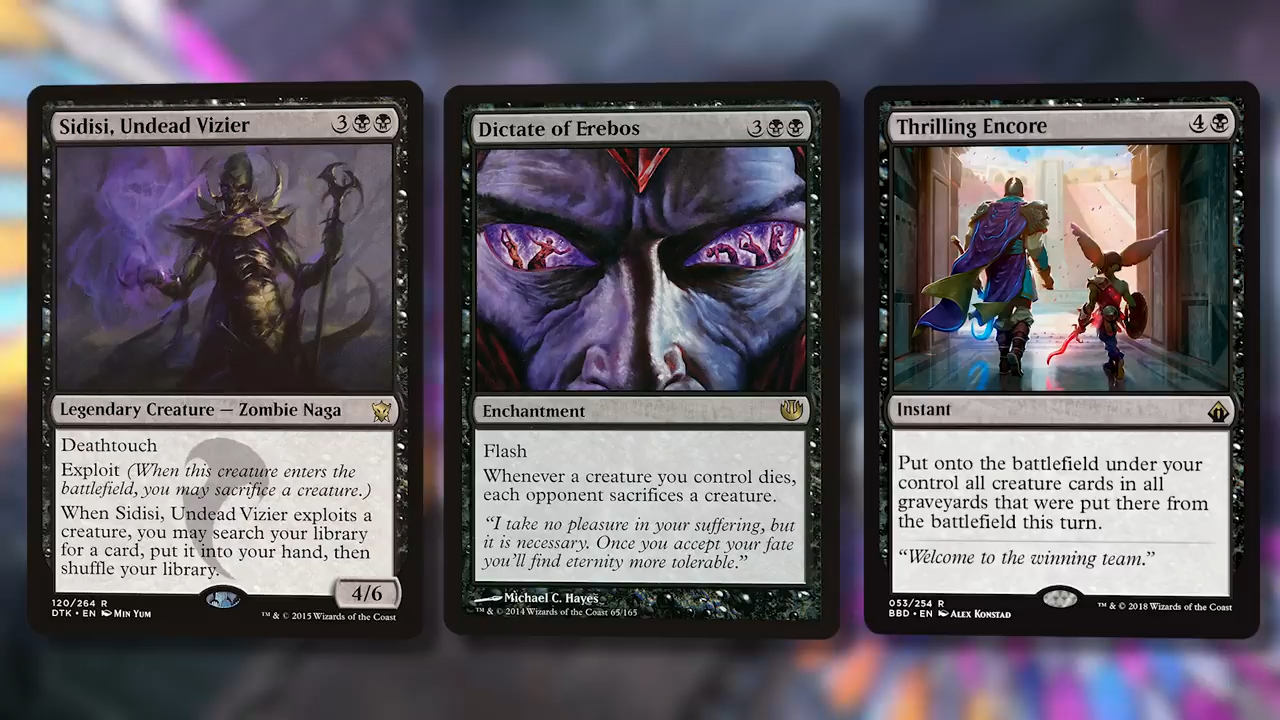 Sidisi, Undead Vizier 3
Legendary Creature — Zombie Naga
Deathtouch
Exploit (When this creature enters the
battlefield, you may sacrifice a creature.)
When Sidisi, Undead Vizier exploits a
creature, you may search your library
for a card, put it into your hand, then
shuffle your library.
4/6
120/264 R
DTK • EN Min Yum
™ & © 2015 Wizards of the Coast
Dictate of Erebos 3
Enchantment
Flash
Whenever a creature you control dies,
each opponent sacrifices a creature.
“I take no pleasure in your suffering, but
it is necessary. Once you accept your fate
you’ll find eternity more tolerable.”
Michael C. Hayes
™ & © 2014 Wizards of the Coast 65/165
Thrilling Encore 4
Instant
Put onto the battlefield under your
control all creature cards in all
graveyards that were put there from
the battlefield this turn.
“Welcome to the winning team.”
053/254 R
BBD • EN Alex Konstad
™ & © 2018 Wizards of the Coast